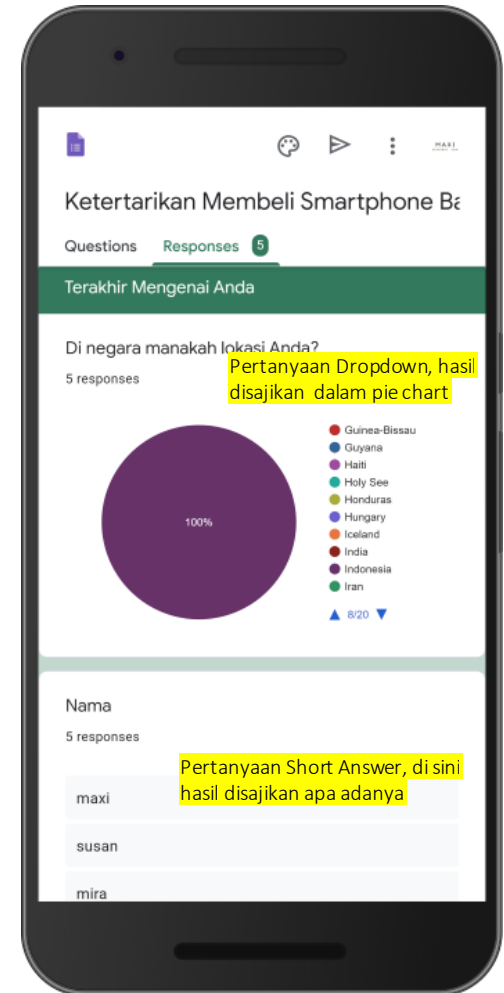 MAXI
Ketertarikan Membeli Smartphone Ba
Questions Responses 5
Terakhir Mengenai Anda
Di negara manakah lokasi Anda?
5 responses
Pertanyaan Dropdown, hasil
disajikan dalam pie chart
100%
Guinea-Bissau
Guyana
Haiti
Holy See
Honduras
Hungary
Iceland
India
Indonesia
Iran
8/20
Nama
5 responses
Pertanyaan Short Answer, di sini
hasil disajikan apa adanya
maxi
susan
mira